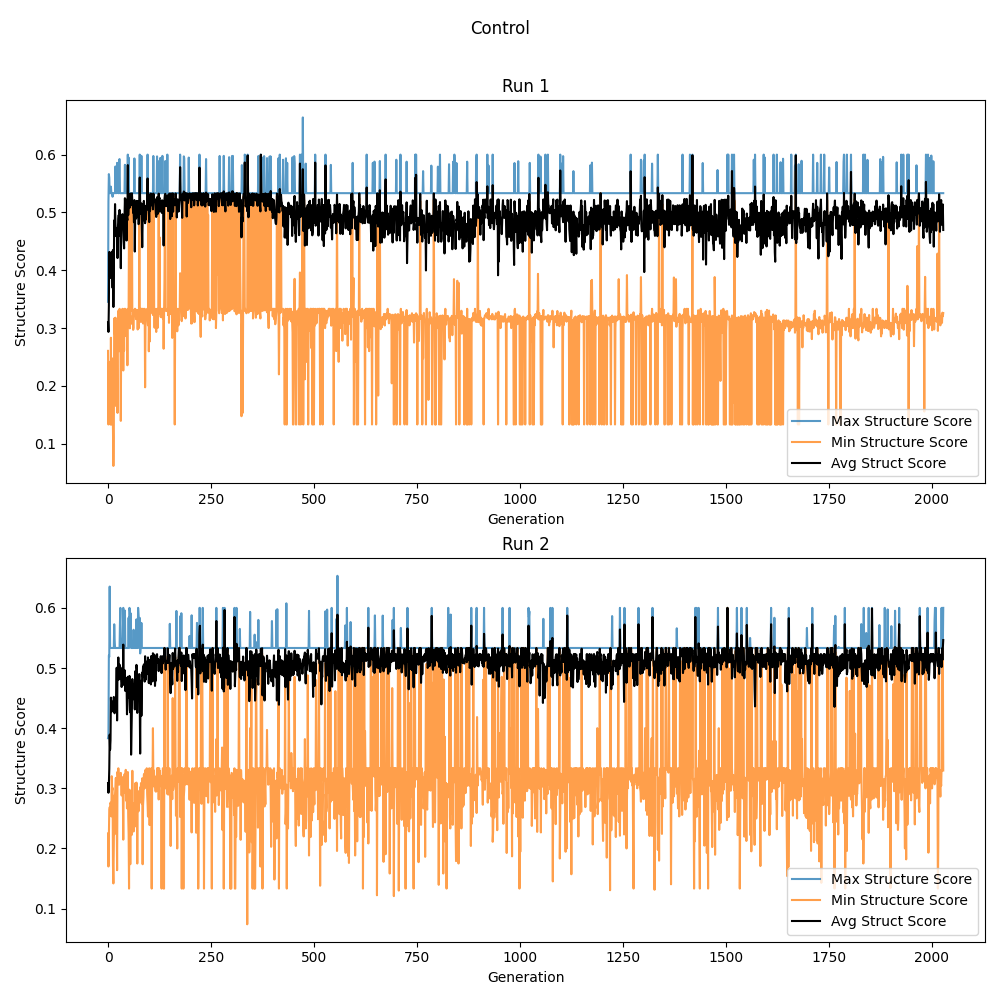 Control
Run 1
Structure Score
0.6
0.5
0.4
0.3
0.2
0.1
Max Structure Score
Min Structure Score
Avg Struct Score
0 250 500 750 1000 1250 1500 1750 2000
Generation
Run 2
Structure Score
0.6
0.5
0.4
0.3
0.2
0.1
Max Structure Score
Min Structure Score
Avg Struct Score
0 250 500 750 1000 1250 1500 1750 2000
Generation